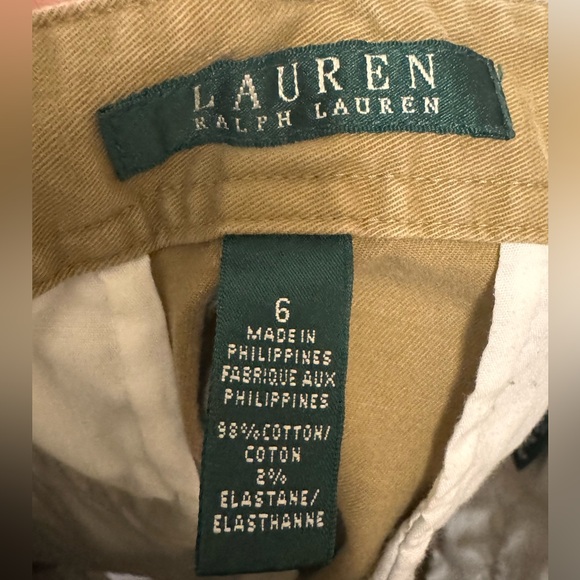 LAUREN
RALPH LAUREN
6
MADE IN
PHILIPPINES
FABRIQUE AUX
PHILIPPINES
98% COTTON/
COTON
2%
ELASTANE/
ELASTHANNE